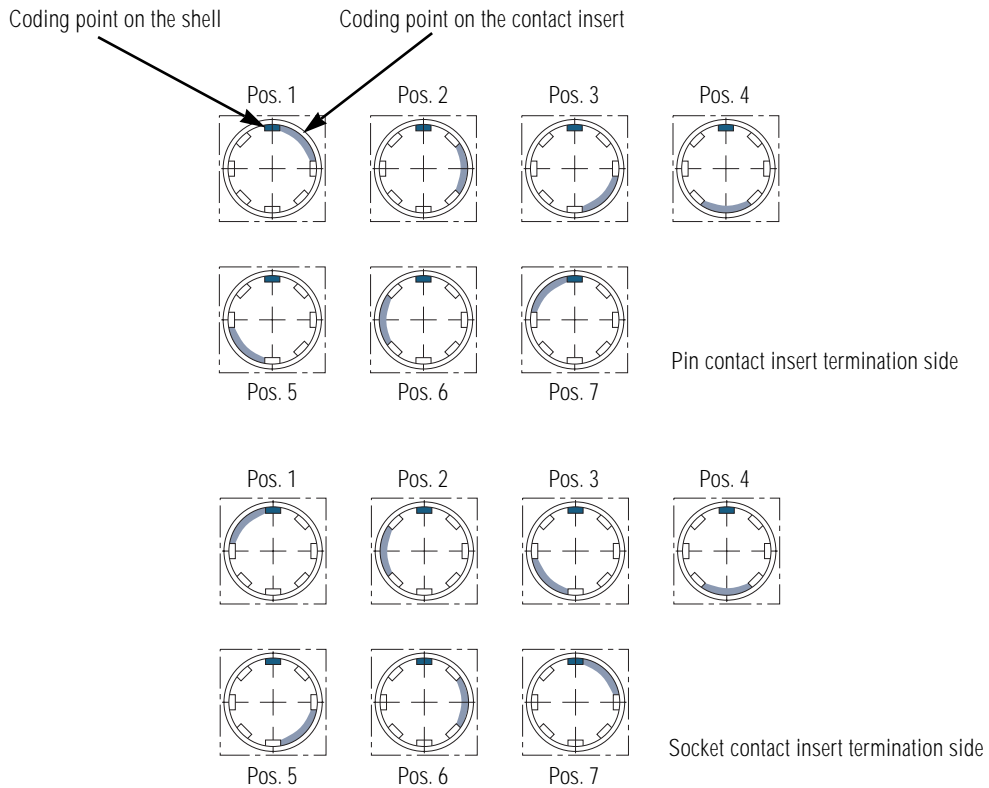 Coding point on the shell
Coding point on the contact insert
Pos. 1
Pos. 2
Pos. 3
Pos. 4
Pos. 5
Pos. 6
Pos. 7
Pin contact insert termination side
Pos. 1
Pos. 2
Pos. 3
Pos. 4
Pos. 5
Pos. 6
Pos. 7
Socket contact insert termination side